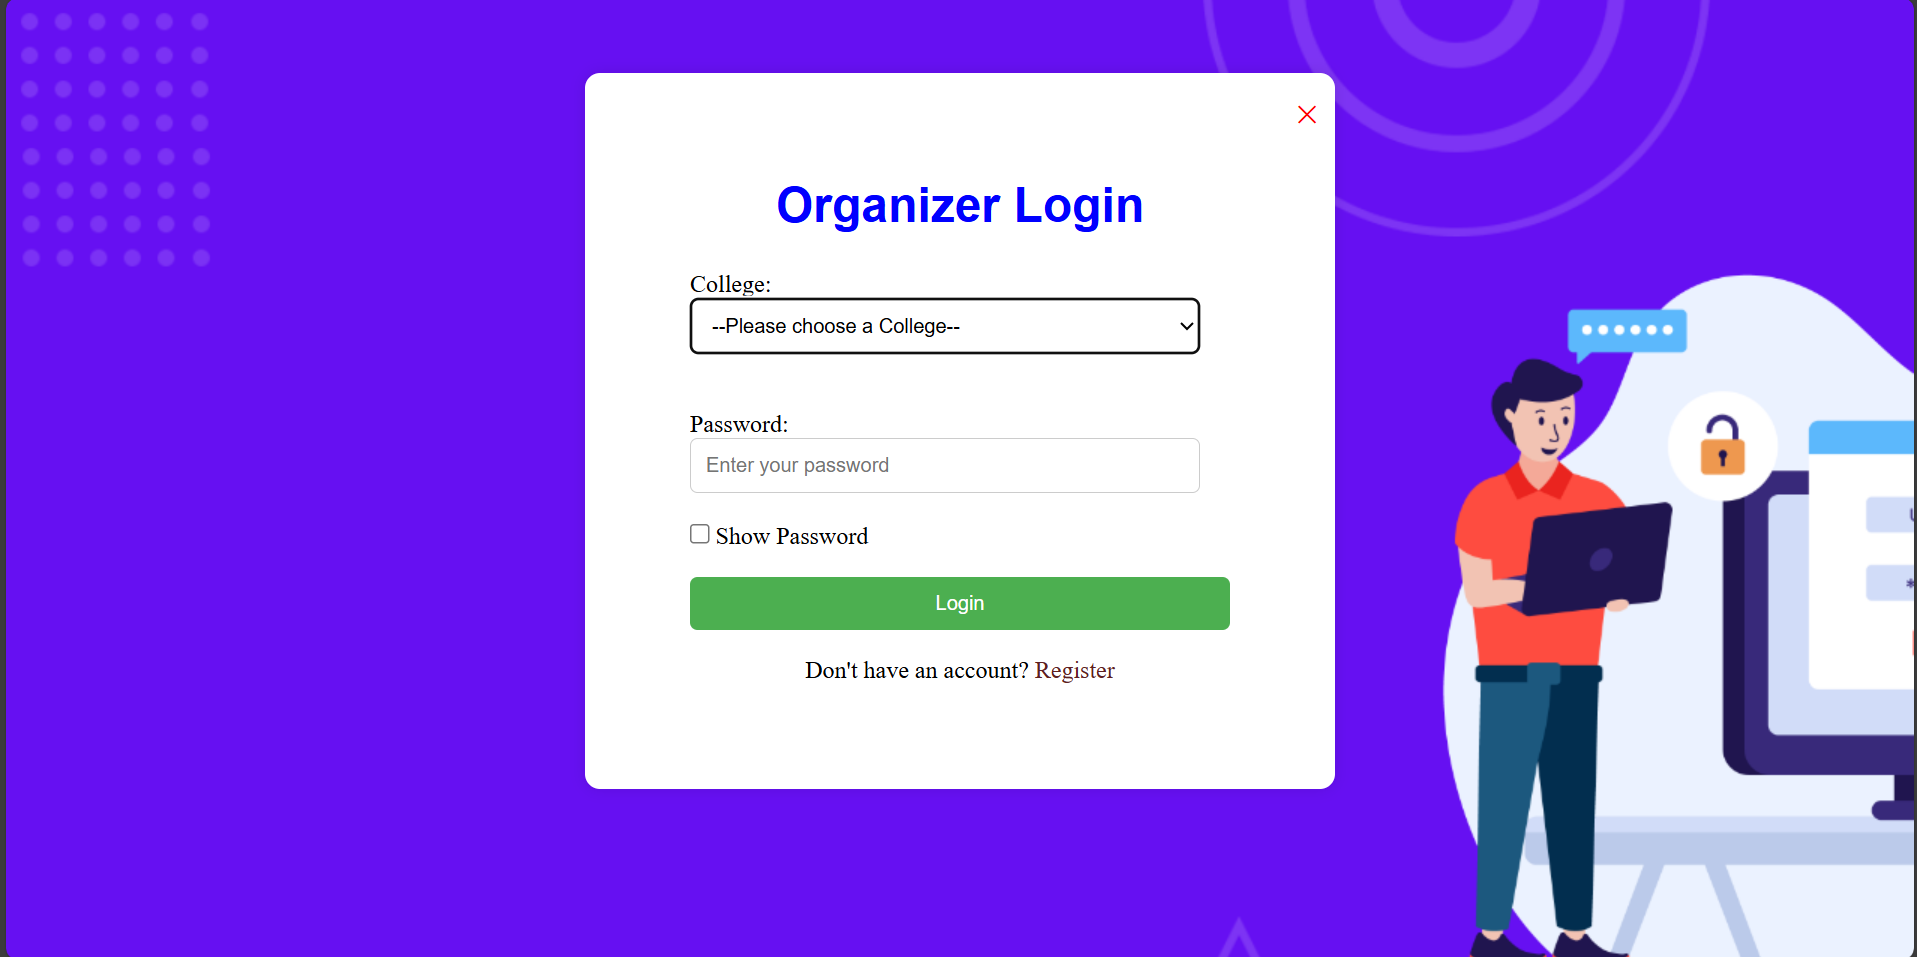 Organizer Login
College:
--Please choose a College--
Password:
Enter your password
Show Password
Login
Don't have an account? Register